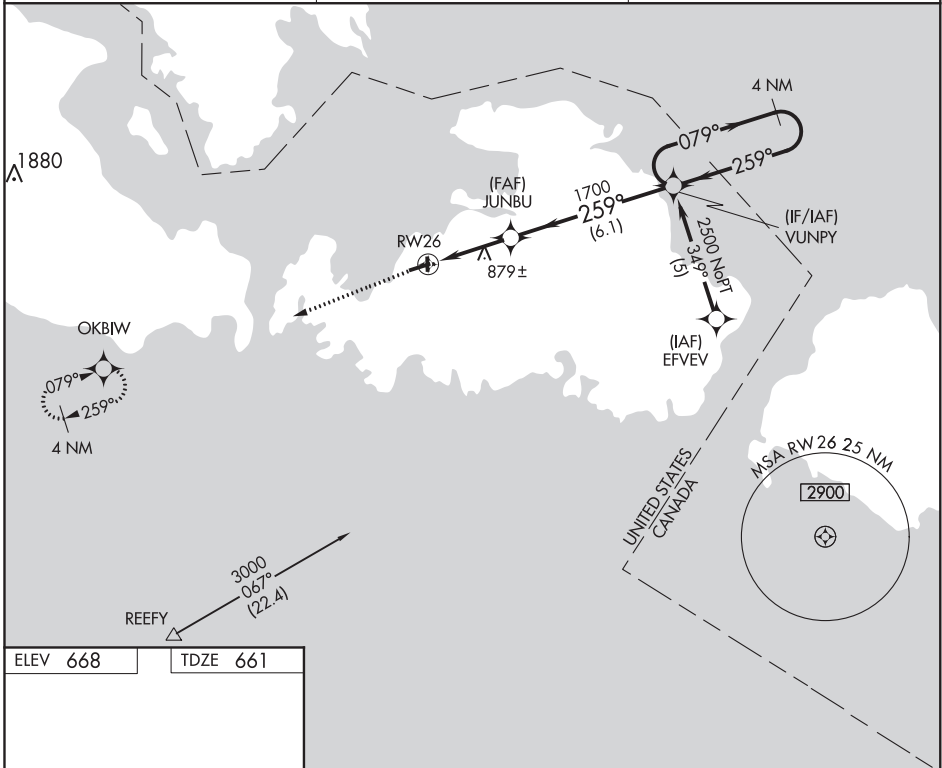 4 NM
079°
259°
1880
(FAF)
JUNBU
1700
259°
(6.1)
(IF/IAF)
VUNPY
RW26
879±
2500 NoPT
349°
(5)
(IAF)
EFVEV
OKBIW
079°
259°
4 NM
MSA RW 26 25 NM
2900
UNITED STATES
CANADA
3000
067°
(22.4)
REEFY
ELEV 668
TDZE 661